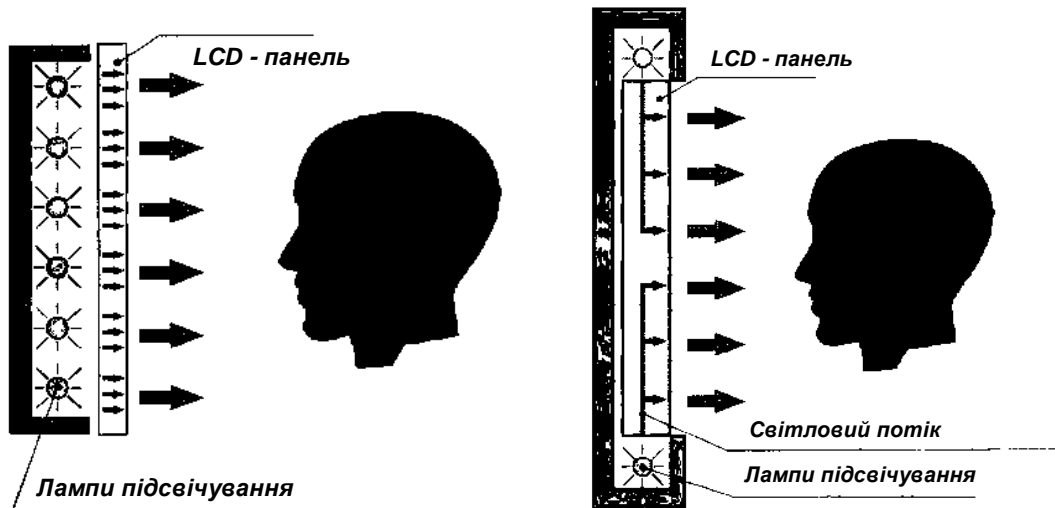 LCD - панель
Лампи підсвічування
LCD - панель
Світловий потік
Лампи підсвічування